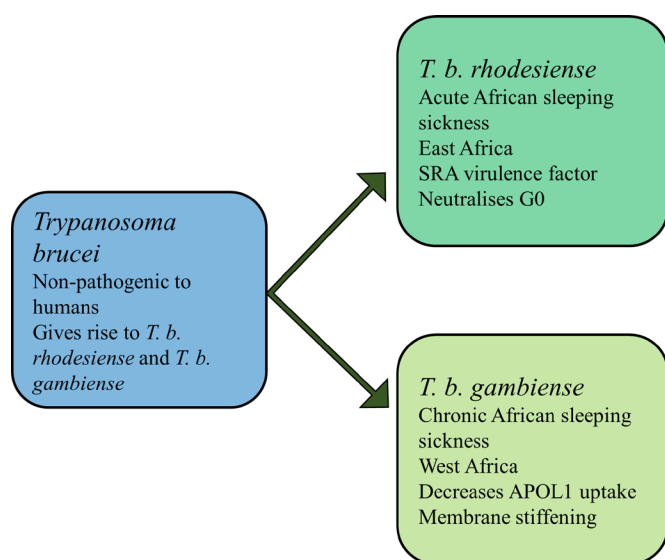 Trypanosoma
brucei
Non-pathogenic to
humans
Gives rise to T. b.
rhodesiense and T. b.
gambiense
T. b. rhodesiense
Acute African sleeping
sickness
East Africa
SRA virulence factor
Neutralises G0
T. b. gambiense
Chronic African sleeping
sickness
West Africa
Decreases APOL1 uptake
Membrane stiffening